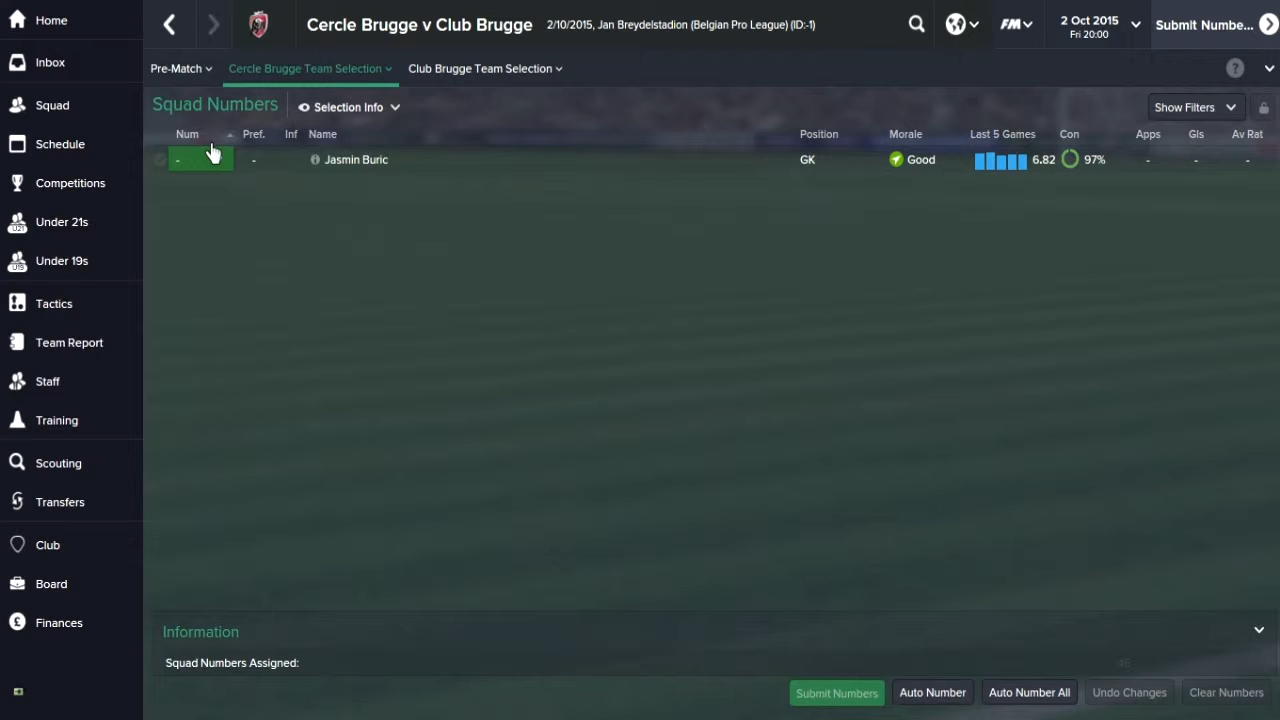 Home
Inbox
Squad
Schedule
Competitions
Under 21s
Under 19s
Tactics
Team Report
Staff
Training
Scouting
Transfers
Club
Board
Finances
Cercle Brugge v Club Brugge 2/10/2015, Jan Breydelstadion (Belgian Pro League) (ID:-1)
FM
2 Oct 2015
Fri 20:00
Submit Numbe...
Pre-Match Cercle Brugge Team Selection Club Brugge Team Selection
?
Squad Numbers Selection Info Show Filters
Num Pref. Inf Name Position Morale Last 5 Games Con Apps Gls Av Rat
- - Jasmin Buric GK Good 6.82 97% - - -
Information
Squad Numbers Assigned:
Submit Numbers Auto Number Auto Number All Undo Changes Clear Numbers